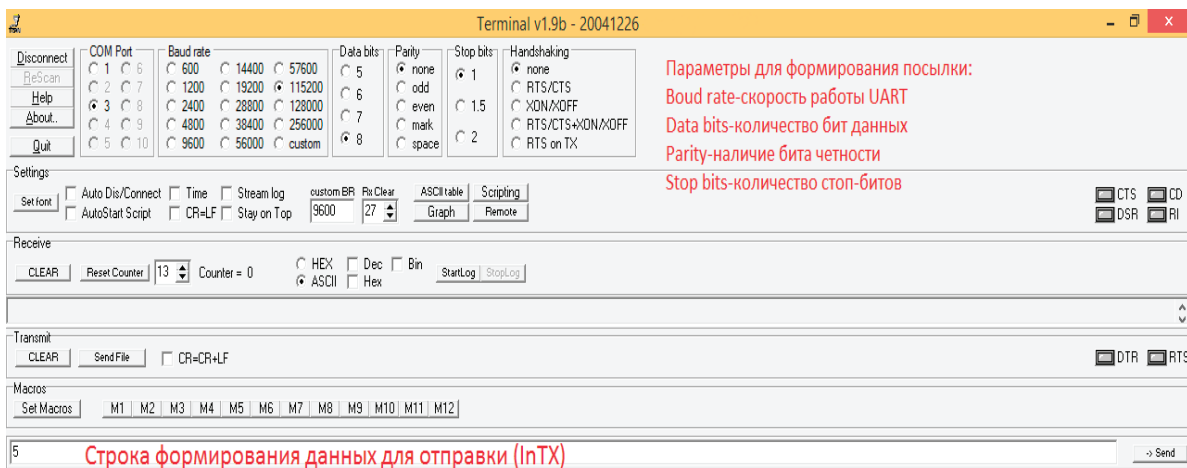 Terminal v1.9b - 20041226
Disconnect
ReScan
Help
About..
Quit
COM Port
1 6
2 7
3 8
4 9
5 10
Baud rate
600 14400 57600
1200 19200 115200
2400 28800 128000
4800 38400 256000
9600 56000 custom
Data bits
5
6
7
8
Parity
none
odd
even
mark
space
Stop bits
1
1.5
2
Handshaking
none
RTS/CTS
XON/XOFF
RTS/CTS+XON/XOFF
RTS on TX
Параметры для формирования посылки:
Boud rate-скорость работы UART
Data bits-количество бит данных
Parity-наличие бита четности
Stop bits-количество стоп-битов
Settings
Set font
Auto Dis/Connect Time Stream log
AutoStart Script CR=LF Stay on Top
custom BR Rx Clear
9600 27
ASCII table Scripting
Graph Remote
CTS CD
DSR RI
Receive
CLEAR Reset Counter 13 Counter = 0
HEX Dec Bin
ASCII Hex
StartLog StopLog
Transmit
CLEAR Send File CR=CR+LF
DTR RTS
Macros
Set Macros M1 M2 M3 M4 M5 M6 M7 M8 M9 M10 M11 M12
5 Строка формирования данных для отправки (InTX) -> Send